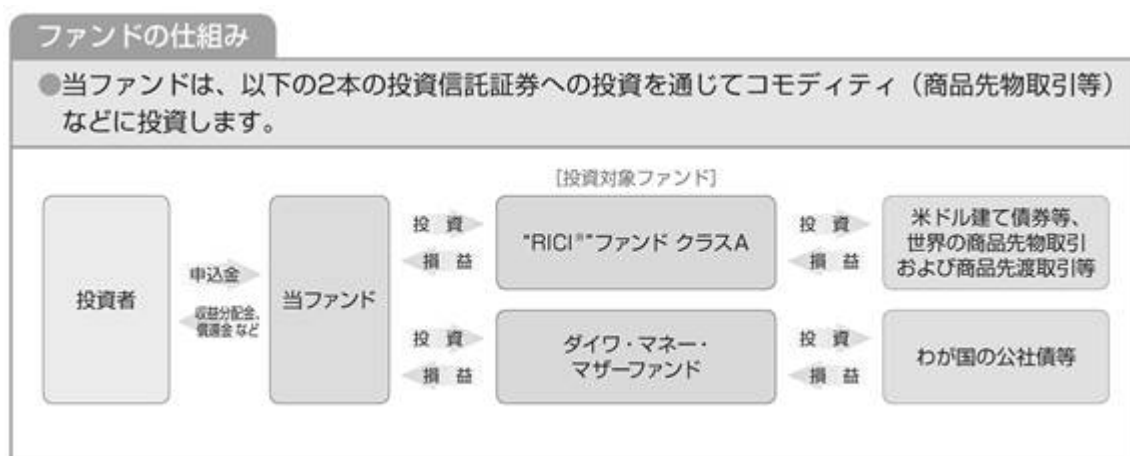 ファンドの仕組み
●当ファンドは、以下の2本の投資信託証券への投資を通じてコモディティ（商品先物取引等）
などに投資します。
[投資対象ファンド]
投資者
申込金
収益分配金、
償還金 など
当ファンド
投 資
損 益
"RICI®"ファンド クラスA
投 資
損 益
米ドル建て債券等、
世界の商品先物取引
および商品先渡取引等
投 資
損 益
ダイワ・マネー・
マザーファンド
投 資
損 益
わが国の公社債等